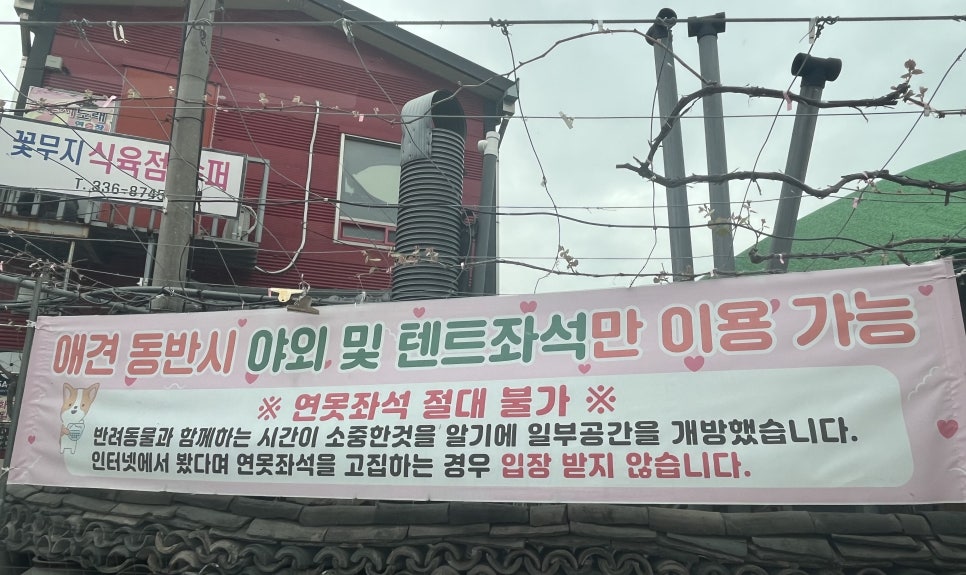 꽃무지 식육점
T. 336-8745
애견 동반시 야외 및 텐트좌석만 이용 가능
※ 연못좌석 절대 불가 ※
반려동물과 함께하는 시간이 소중한것을 알기에 일부공간을 개방했습니다.
인터넷에서 봤다며 연못좌석을 고집하는 경우 입장 받지 않습니다.